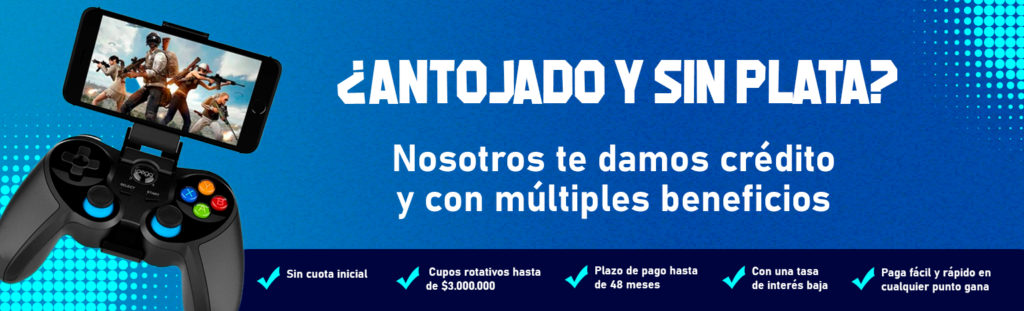 ¿ANTOJADO Y SIN PLATA?
Nosotros te damos crédito
y con múltiples beneficios
SELECT
START
Sin cuota inicial
Cupos rotativos hasta
de $3.000.000
Plazo de pago hasta
de 48 meses
Con una tasa
de interés baja
Paga fácil y rápido en
cualquier punto gana